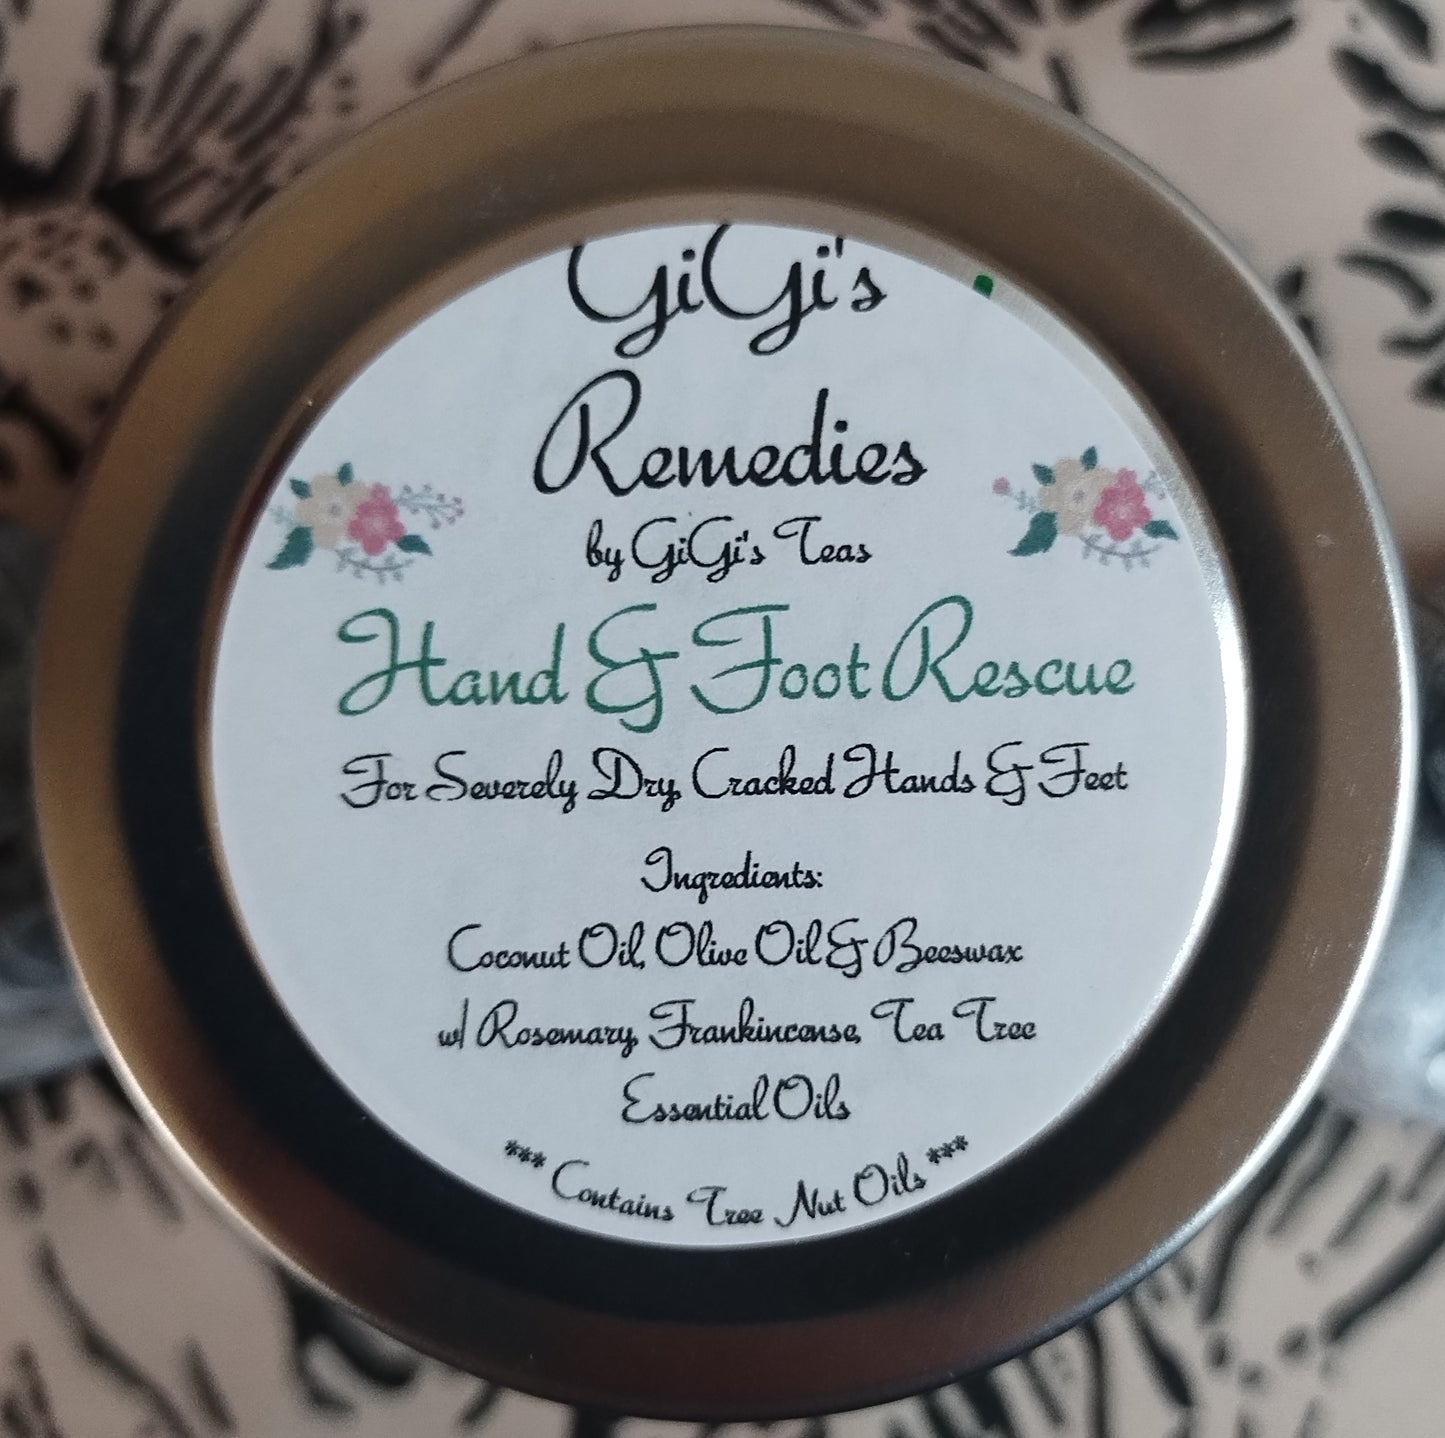 GiGi's
Remedies
by GiGi's Teas
Hand & Foot Rescue
For Severely Dry, Cracked Hands & Feet
Ingredients:
Coconut Oil, Olive Oil & Beeswax
w/ Rosemary, Frankincense, Tea Tree
Essential Oils
*** Contains Tree Nut Oils ***